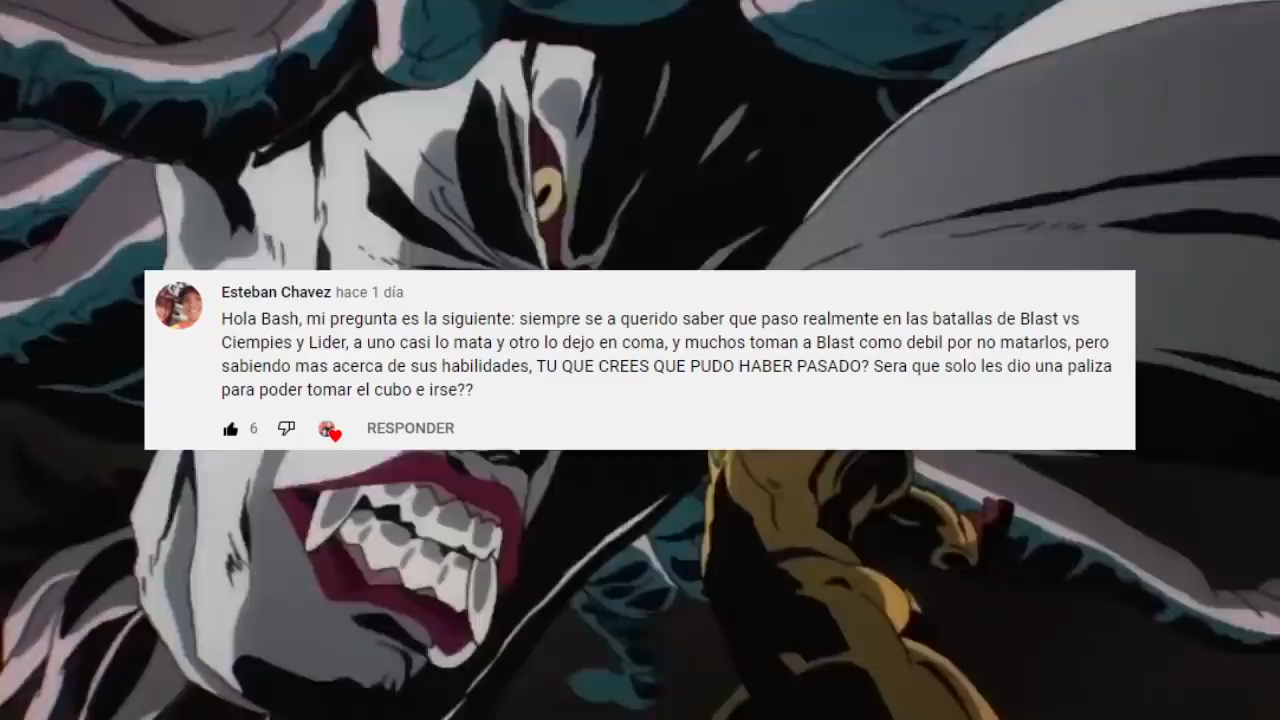 Esteban Chavez hace 1 día
Hola Bash, mi pregunta es la siguiente: siempre se a querido saber que paso realmente en las batallas de Blast vs
Ciempies y Lider, a uno casi lo mata y otro lo dejo en coma, y muchos toman a Blast como debil por no matarlos, pero
sabiendo mas acerca de sus habilidades, TU QUE CREES QUE PUDO HABER PASADO? Sera que solo les dio una paliza
para poder tomar el cubo e irse??
6 RESPONDER